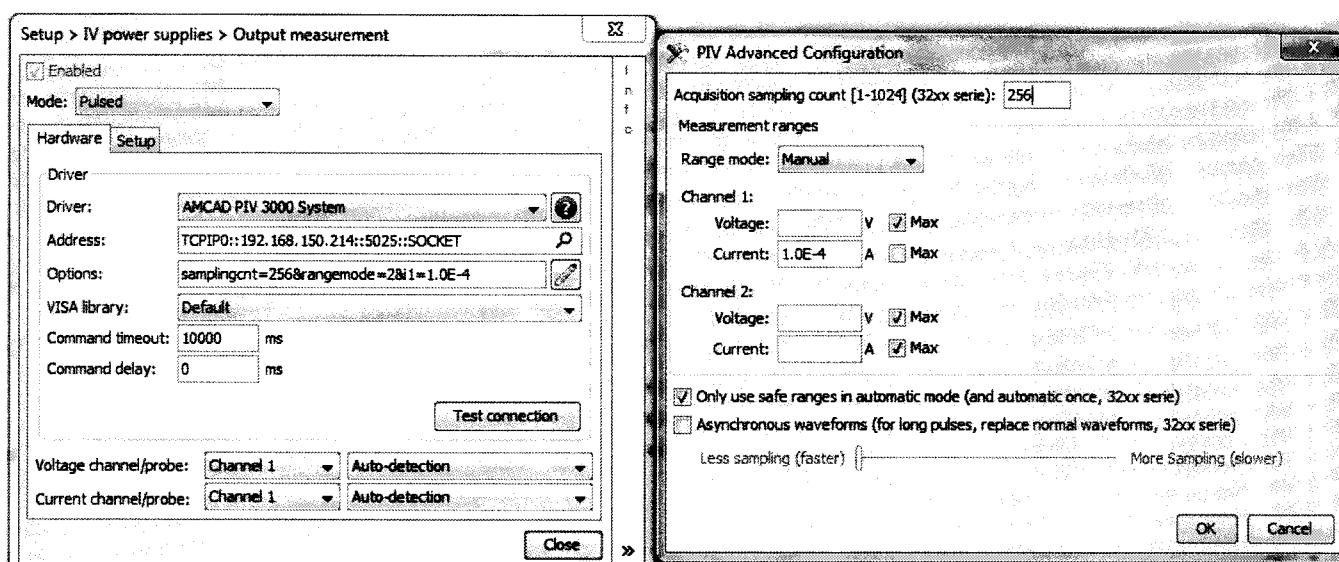 Setup > IV power supplies > Output measurement
Enabled
Mode: Pulsed
Hardware Setup
Driver
Driver: AMCAD PIV 3000 System
Address: TCPIP0::192.168.150.214::5025::SOCKET
Options: samplingcnt=256&rangemode=2&i1=1.0E-4
VISA library: Default
Command timeout: 10000 ms
Command delay: 0 ms
Test connection
Voltage channel/probe: Channel 1 Auto-detection
Current channel/probe: Channel 1 Auto-detection
Close
»
I
n
f
o
PIV Advanced Configuration
Acquisition sampling count [1-1024] (32xx serie): 256
Measurement ranges
Range mode: Manual
Channel 1:
Voltage: V Max
Current: 1.0E-4 A Max
Channel 2:
Voltage: V Max
Current: A Max
Only use safe ranges in automatic mode (and automatic once, 32xx serie)
Asynchronous waveforms (for long pulses, replace normal waveforms, 32xx serie)
Less sampling (faster) More Sampling (slower)
OK Cancel